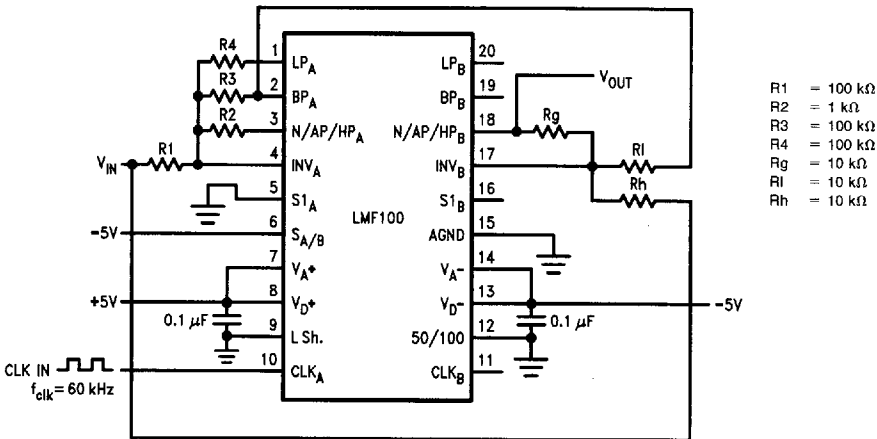 R4
1
LP_A
R3
2
BP_A
R2
3
N/AP/HP_A
V_IN
R1
4
INV_A
5
S1_A
-5V
6
S_A/B
7
V_A+
+5V
8
V_D+
0.1 μF
9
L Sh.
CLK IN
10
CLK_A
f_clk = 60 kHz
LMF100
20
LP_B
19
BP_B
V_OUT
18
N/AP/HP_B
Rg
17
INV_B
Rl
Rh
16
S1_B
15
AGND
14
V_A-
13
V_D-
-5V
0.1 μF
12
50/100
11
CLK_B
R1 = 100 kΩ
R2 = 1 kΩ
R3 = 100 kΩ
R4 = 100 kΩ
Rg = 10 kΩ
Rl = 10 kΩ
Rh = 10 kΩ